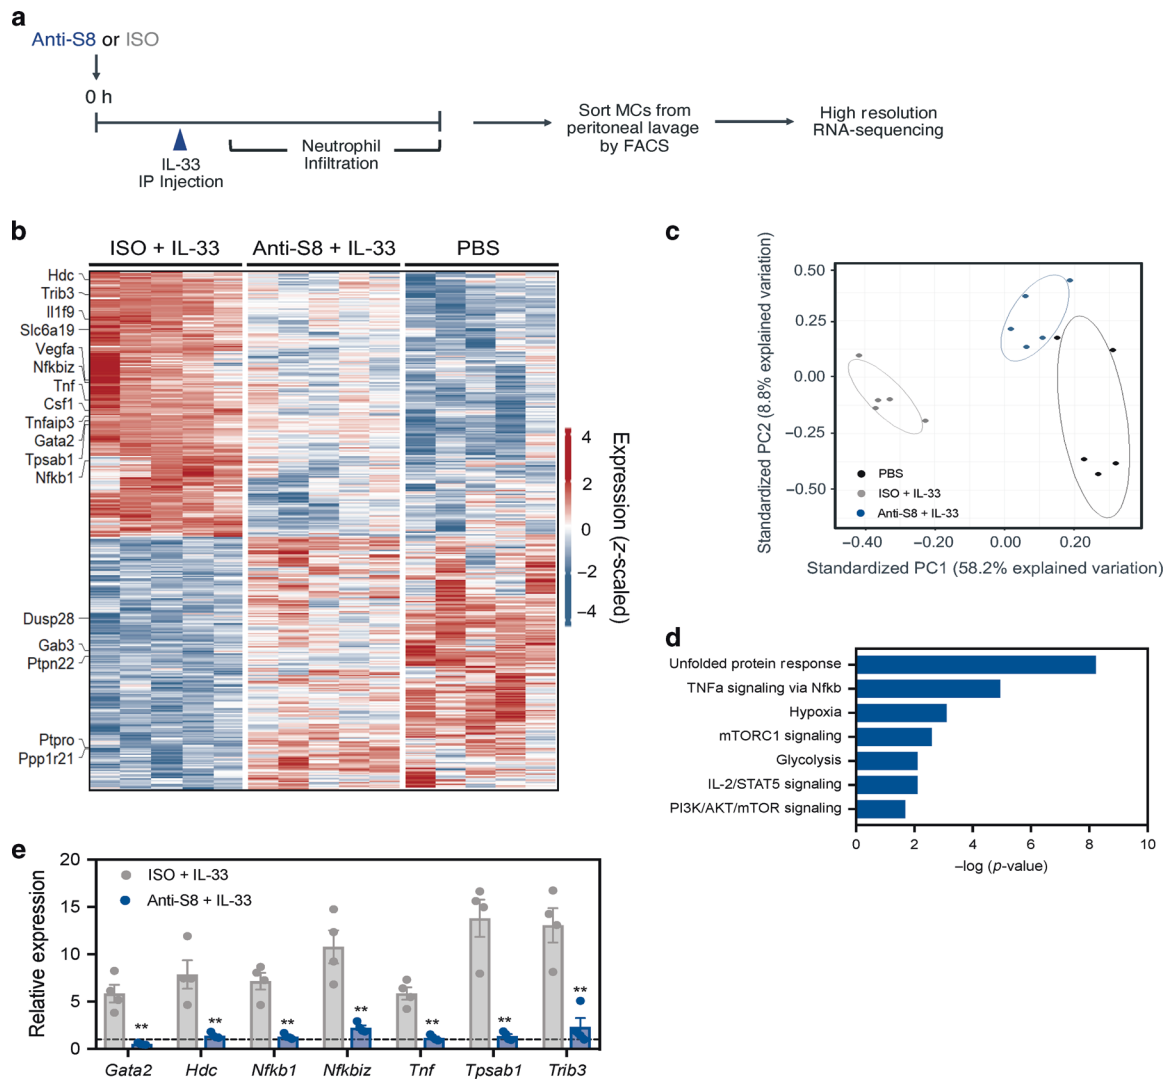 a
Anti-S8 or ISO
0 h
IL-33
IP Injection
Neutrophil
Infiltration
Sort MCs from
peritoneal lavage
by FACS
High resolution
RNA-sequencing
b
ISO + IL-33
Anti-S8 + IL-33
PBS
Hdc
Trib3
Il1f9
Slc6a19
Vegfa
Nfkbiz
Tnf
Csf1
Tnfaip3
Gata2
Tpsab1
Nfkb1
Dusp28
Gab3
Ptpn22
Ptpro
Ppp1r21
4
2
0
−2
−4
Expression (z-scaled)
c
Standardized PC2 (8.8% explained variation)
0.50
0.25
0.00
−0.25
−0.50
PBS
ISO + IL-33
Anti-S8 + IL-33
−0.40
−0.20
0.00
0.20
Standardized PC1 (58.2% explained variation)
d
Unfolded protein response
TNFa signaling via Nfkb
Hypoxia
mTORC1 signaling
Glycolysis
IL-2/STAT5 signaling
PI3K/AKT/mTOR signaling
0
2
4
6
8
10
–log (p-value)
e
Relative expression
20
15
10
5
0
ISO + IL-33
Anti-S8 + IL-33
**
**
**
**
**
**
**
Gata2
Hdc
Nfkb1
Nfkbiz
Tnf
Tpsab1
Trib3